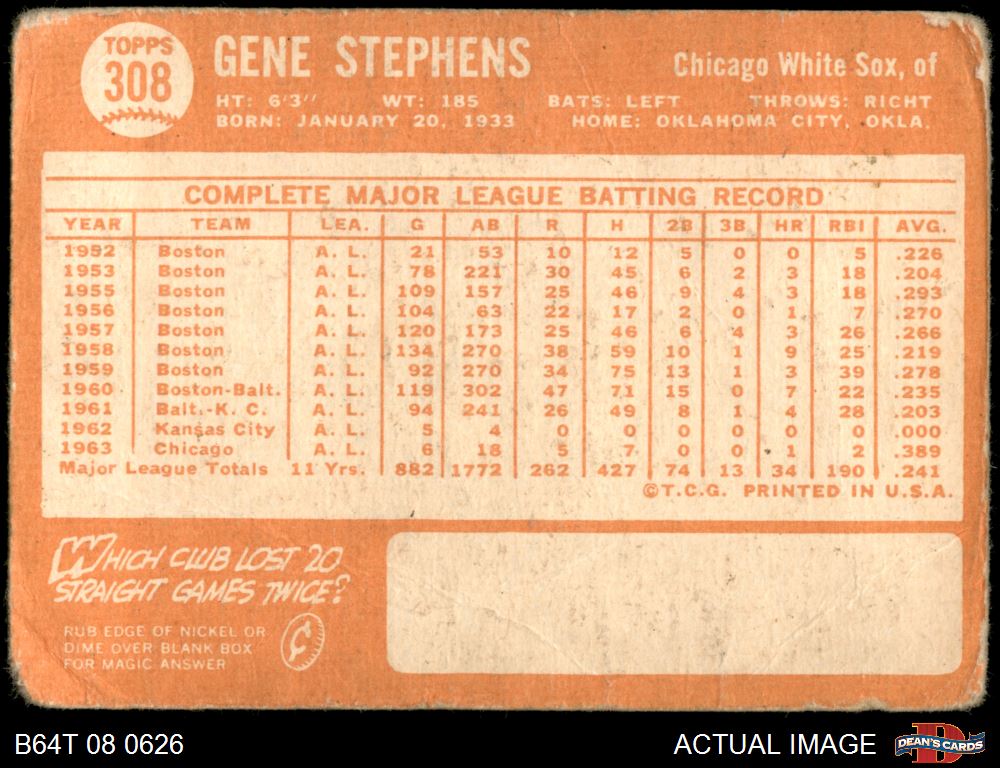 TOPPS
308
GENE STEPHENS
Chicago White Sox, of
HT: 6'3'' WT: 185 BATS: LEFT THROWS: RIGHT
BORN: JANUARY 20, 1933 HOME: OKLAHOMA CITY, OKLA.
COMPLETE MAJOR LEAGUE BATTING RECORD
YEAR TEAM LEA. G AB R H 2B 3B HR RBI AVG.
1952 Boston A. L. 21 53 10 12 5 0 0 5 .226
1953 Boston A. L. 78 221 30 45 6 2 3 18 .204
1955 Boston A. L. 109 157 25 46 9 4 3 18 .293
1956 Boston A. L. 104 63 22 17 2 0 1 7 .270
1957 Boston A. L. 120 173 25 46 6 4 3 26 .266
1958 Boston A. L. 134 270 38 59 10 1 9 25 .219
1959 Boston A. L. 92 270 34 75 13 1 3 39 .278
1960 Boston-Balt. A. L. 119 302 47 71 15 0 7 22 .235
1961 Balt.-K. C. A. L. 94 241 26 49 8 1 4 28 .203
1962 Kansas City A. L. 5 4 0 0 0 0 0 0 .000
1963 Chicago A. L. 6 18 5 7 0 0 1 2 .389
Major League Totals 11 Yrs. 882 1772 262 427 74 13 34 190 .241
©T.C.G. PRINTED IN U.S.A.
WHICH CLUB LOST 20
STRAIGHT GAMES TWICE?
RUB EDGE OF NICKEL OR
DIME OVER BLANK BOX
FOR MAGIC ANSWER
¢
B64T 08 0626
ACTUAL IMAGE
D
DEAN'S CARDS